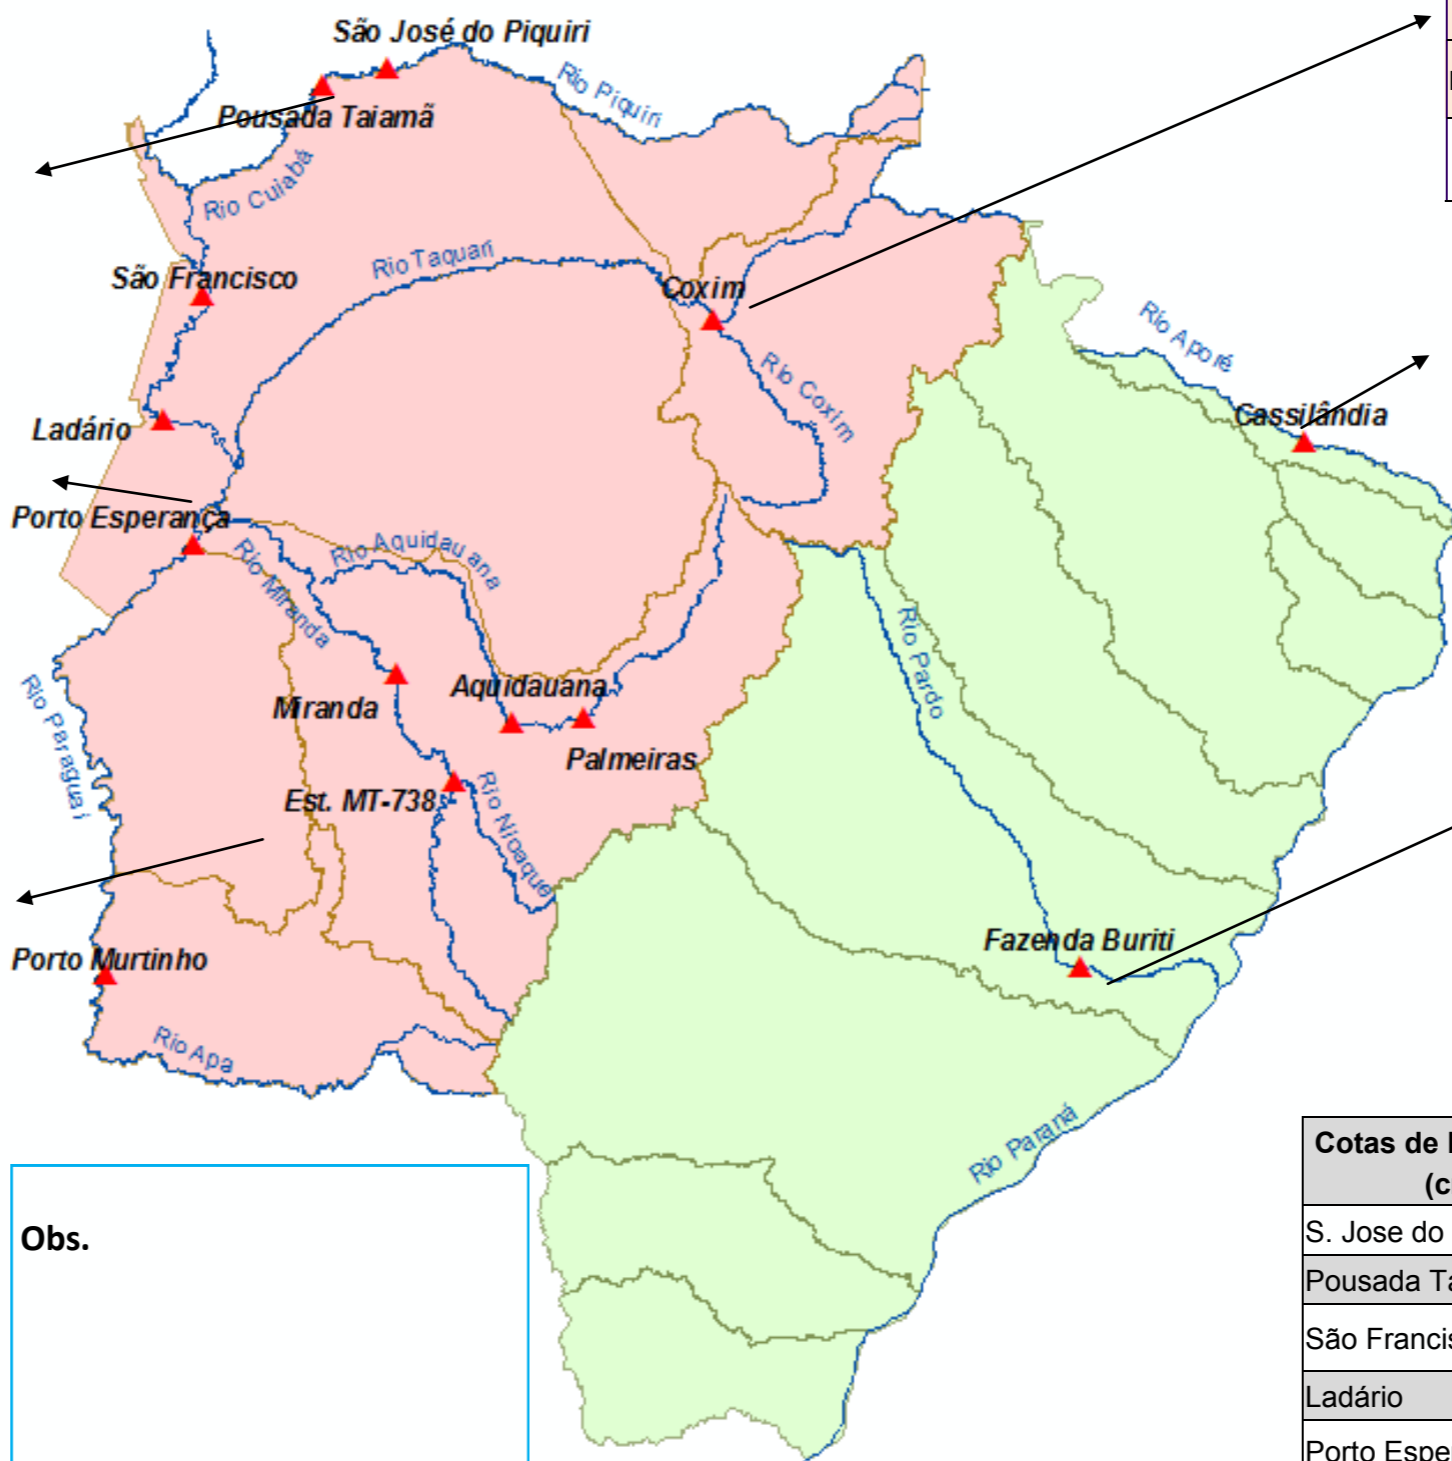 São José do Piquiri
Rio Piquiri
Pousada Taiamã
Rio Cuiabá
Rio Taquari
São Francisco
Coxim
Rio Aporé
Rio Coxim
Cassilândia
Ladário
Porto Esperança
Rio Aquidauana
Rio Miranda
Rio Pardo
Rio Paraguai
Aquidauana
Miranda
Palmeiras
Est. MT-738
Rio Nioaque
Fazenda Buriti
Porto Murtinho
Rio Apa
Rio Paraná
Obs.
Cotas de
(c
S. Jose do
Pousada Ta
São Francis
Ladário
Porto Espe